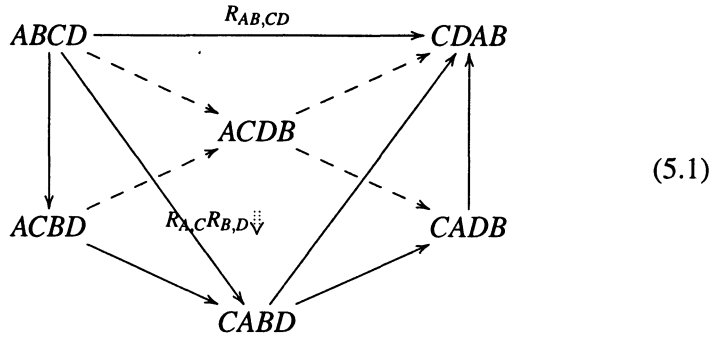 R_{AB,CD}
ABCD CDAB
ACDB
(5.1)
ACBD R_{A,C}R_{B,D} CADB
CABD